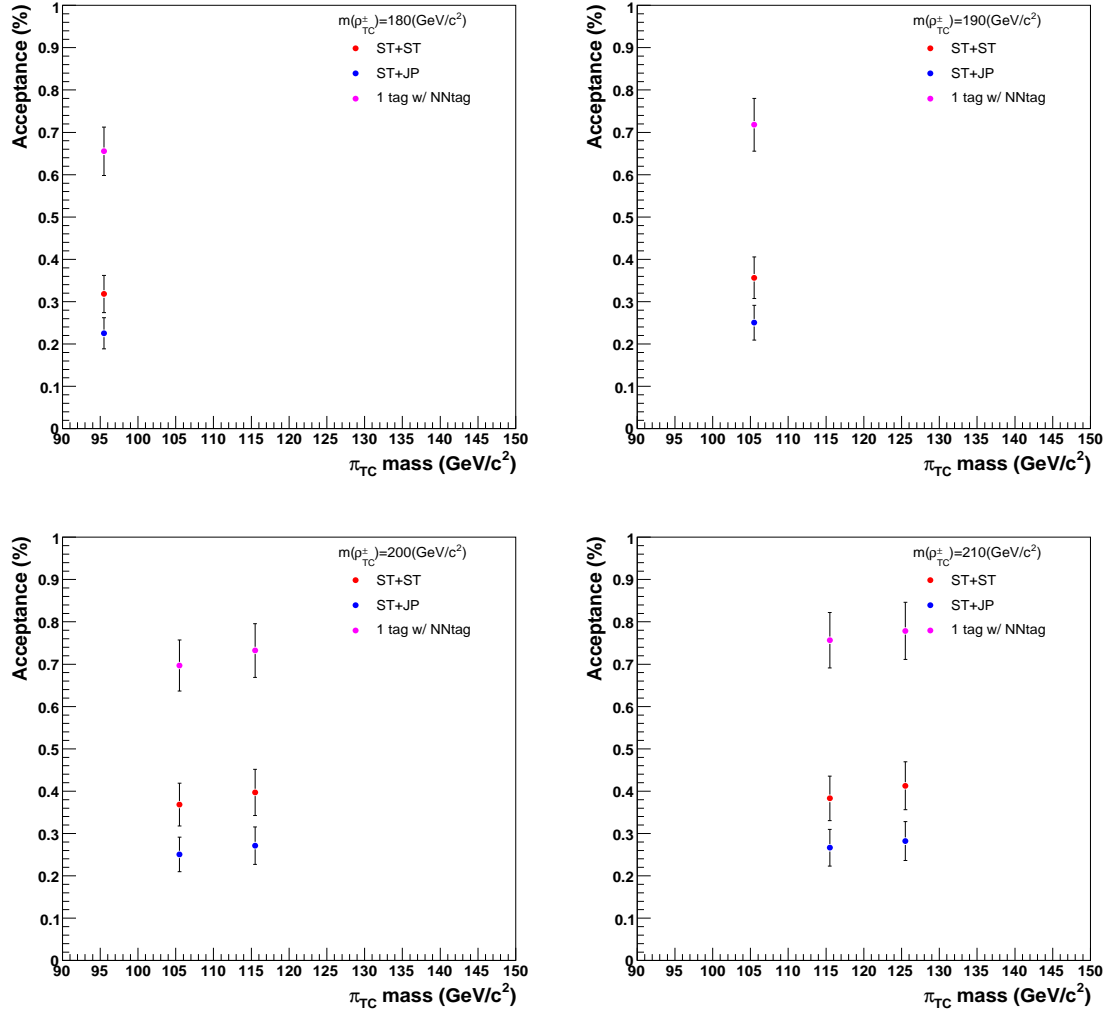 m(ρ±TC)=180(GeV/c2)
ST+ST
ST+JP
1 tag w/ NNtag
Acceptance (%)
1
0.9
0.8
0.7
0.6
0.5
0.4
0.3
0.2
0.1
0
90 95 100 105 110 115 120 125 130 135 140 145 150
πTC mass (GeV/c2)
m(ρ±TC)=190(GeV/c2)
ST+ST
ST+JP
1 tag w/ NNtag
Acceptance (%)
1
0.9
0.8
0.7
0.6
0.5
0.4
0.3
0.2
0.1
0
90 95 100 105 110 115 120 125 130 135 140 145 150
πTC mass (GeV/c2)
m(ρ±TC)=200(GeV/c2)
ST+ST
ST+JP
1 tag w/ NNtag
Acceptance (%)
1
0.9
0.8
0.7
0.6
0.5
0.4
0.3
0.2
0.1
0
90 95 100 105 110 115 120 125 130 135 140 145 150
πTC mass (GeV/c2)
m(ρ±TC)=210(GeV/c2)
ST+ST
ST+JP
1 tag w/ NNtag
Acceptance (%)
1
0.9
0.8
0.7
0.6
0.5
0.4
0.3
0.2
0.1
0
90 95 100 105 110 115 120 125 130 135 140 145 150
πTC mass (GeV/c2)